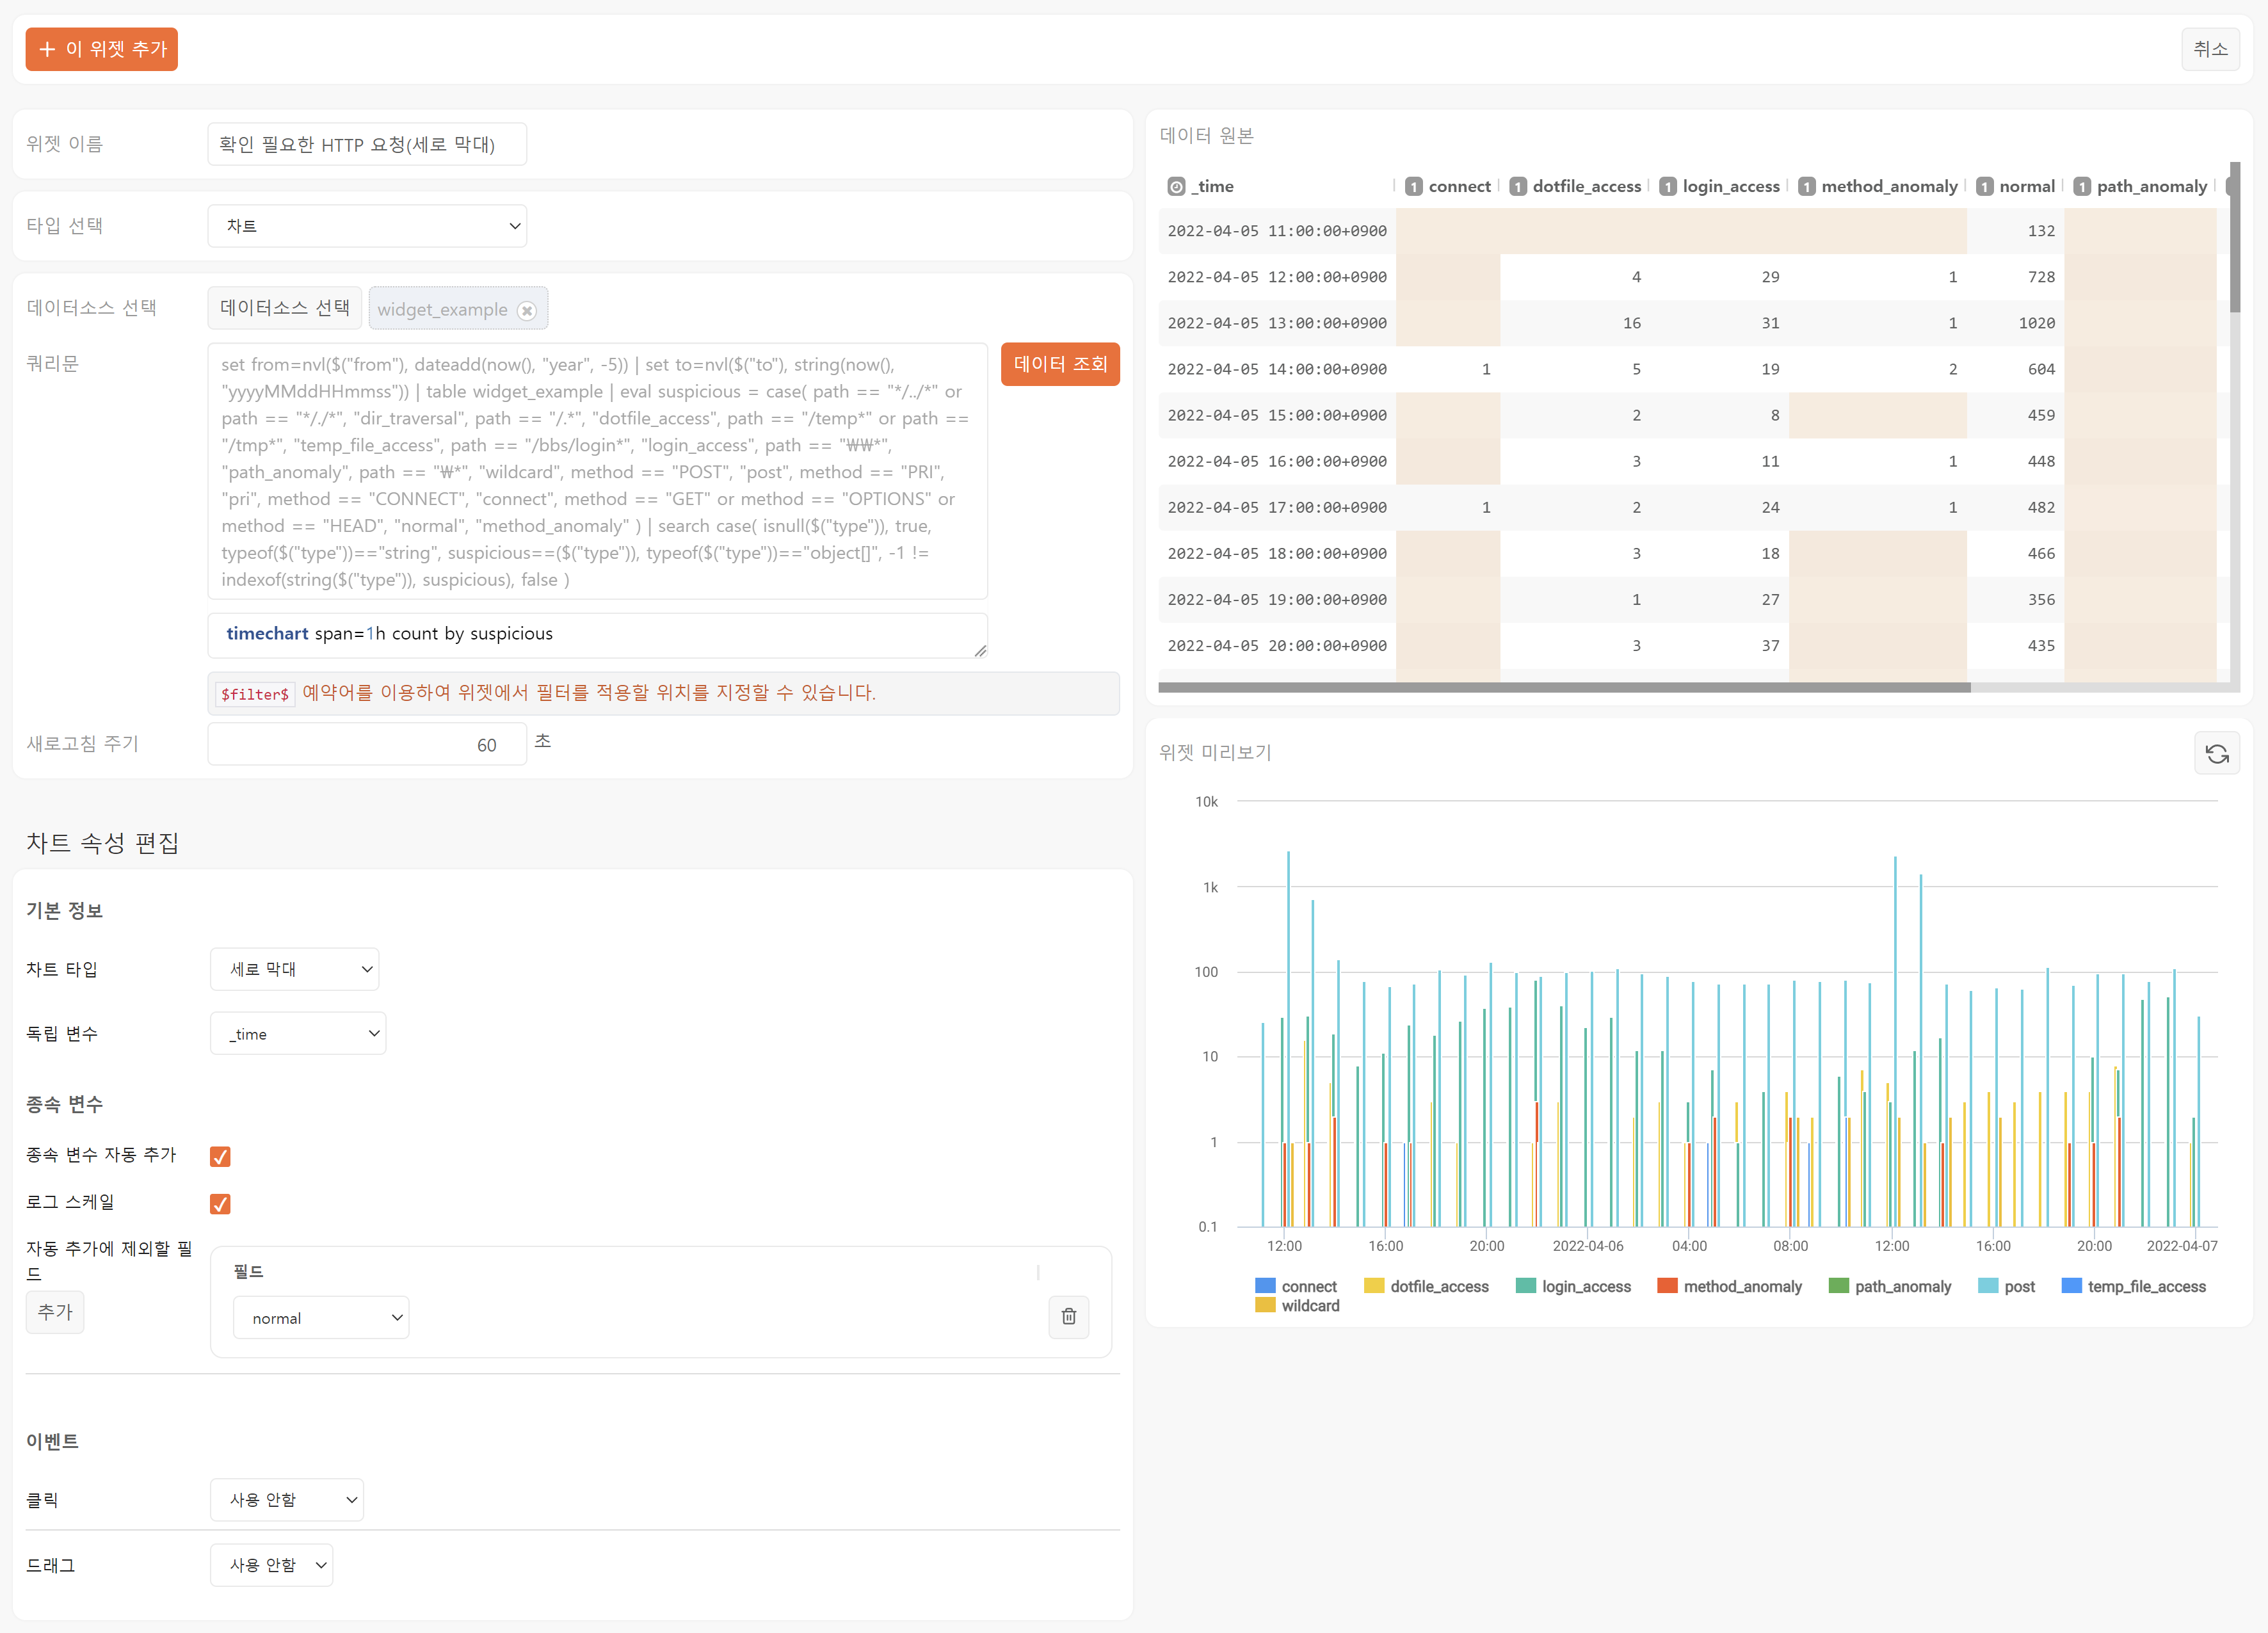 + 이 위젯 추가
취소
위젯 이름
확인 필요한 HTTP 요청(세로 막대)
타입 선택
차트
데이터소스 선택
데이터소스 선택
widget_example
쿼리문
set from=nvl($("from"), dateadd(now(), "year", -5)) | set to=nvl($("to"), string(now(),
"yyyyMMddHHmmss")) | table widget_example | eval suspicious = case( path == "*/../*" or
path == "*/./*", "dir_traversal", path == "/.*", "dotfile_access", path == "/temp*" or path ==
"/tmp*", "temp_file_access", path == "/bbs/login*", "login_access", path == "₩₩*",
"path_anomaly", path == "₩*", "wildcard", method == "POST", "post", method == "PRI",
"pri", method == "CONNECT", "connect", method == "GET" or method == "OPTIONS" or
method == "HEAD", "normal", "method_anomaly" ) | search case( isnull($("type")), true,
typeof($("type"))=="string", suspicious==($("type")), typeof($("type"))=="object[]", -1 !=
indexof(string($("type")), suspicious), false )
데이터 조회
timechart span=1h count by suspicious
$filter$ 예약어를 이용하여 위젯에서 필터를 적용할 위치를 지정할 수 있습니다.
새로고침 주기
60 초
차트 속성 편집
기본 정보
차트 타입
세로 막대
독립 변수
_time
종속 변수
종속 변수 자동 추가
로그 스케일
자동 추가에 제외할 필
드
추가
필드
normal
이벤트
클릭
사용 안함
드래그
사용 안함
데이터 원본
_time 1 connect 1 dotfile_access 1 login_access 1 method_anomaly 1 normal 1 path_anomaly
2022-04-05 11:00:00+0900 132
2022-04-05 12:00:00+0900 4 29 1 728
2022-04-05 13:00:00+0900 16 31 1 1020
2022-04-05 14:00:00+0900 1 5 19 2 604
2022-04-05 15:00:00+0900 2 8 459
2022-04-05 16:00:00+0900 3 11 1 448
2022-04-05 17:00:00+0900 1 2 24 1 482
2022-04-05 18:00:00+0900 3 18 466
2022-04-05 19:00:00+0900 1 27 356
2022-04-05 20:00:00+0900 3 37 435
위젯 미리보기
10k
1k
100
10
1
0.1
12:00 16:00 20:00 2022-04-06 04:00 08:00 12:00 16:00 20:00 2022-04-07
connect dotfile_access login_access method_anomaly path_anomaly post temp_file_access
wildcard